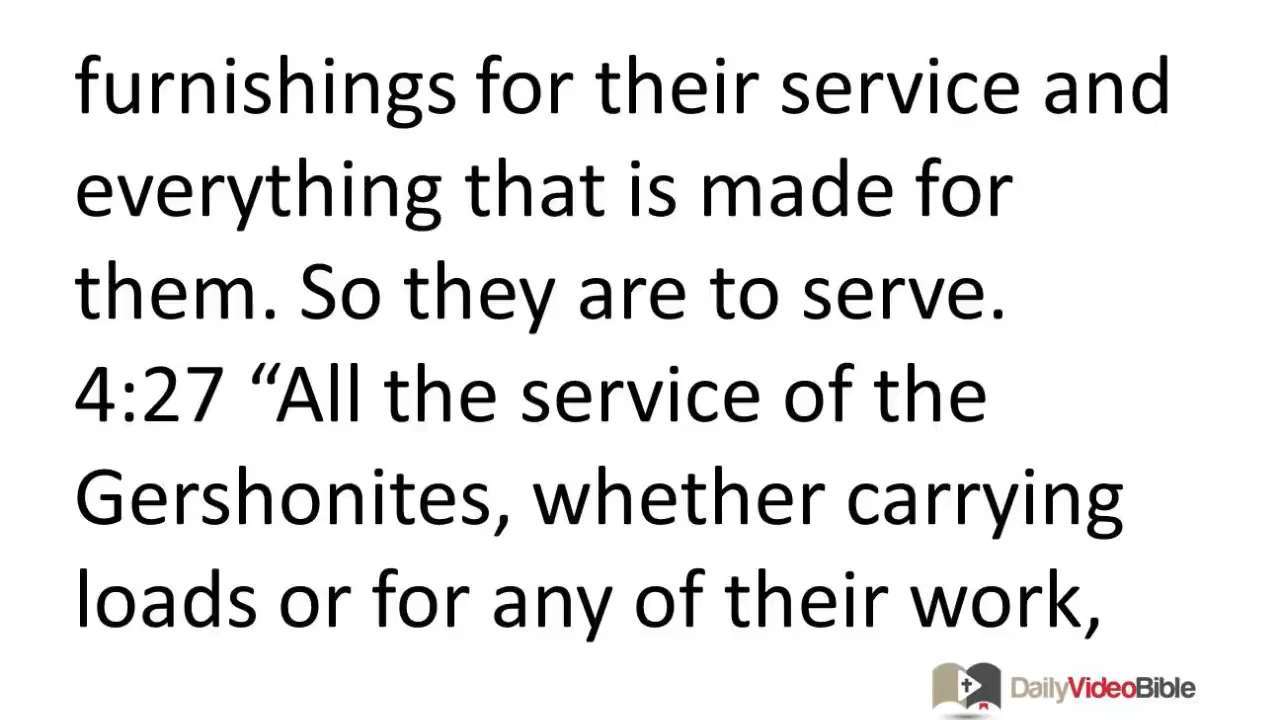 furnishings for their service and
everything that is made for
them. So they are to serve.
4:27 “All the service of the
Gershonites, whether carrying
loads or for any of their work,
DailyVideoBible